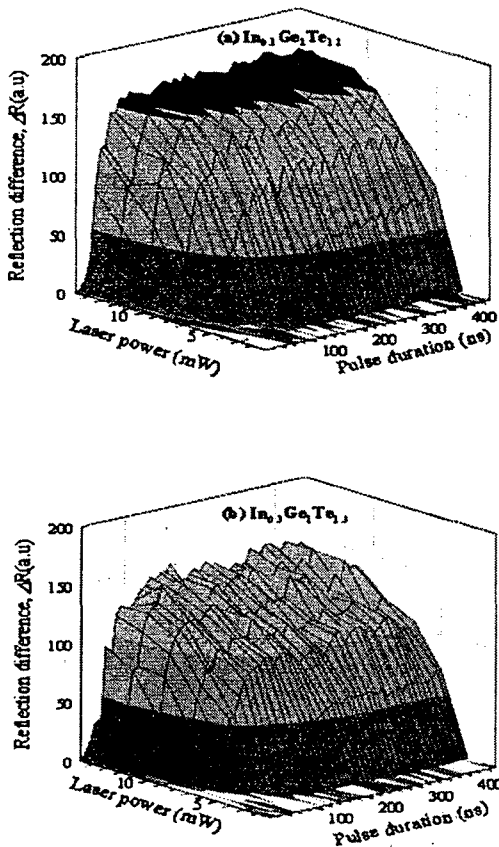 (a) In₀.₁Ge₁Te₁.₁
Reflection difference, ΔR(a.u)
200
150
100
50
0
10
5
Laser power (mW)
100
200
300
400
Pulse duration (ns)
(b) In₀.₃Ge₁Te₁.₃
Reflection difference, ΔR(a.u)
200
150
100
50
0
10
5
Laser power (mW)
100
200
300
400
Pulse duration (ns)